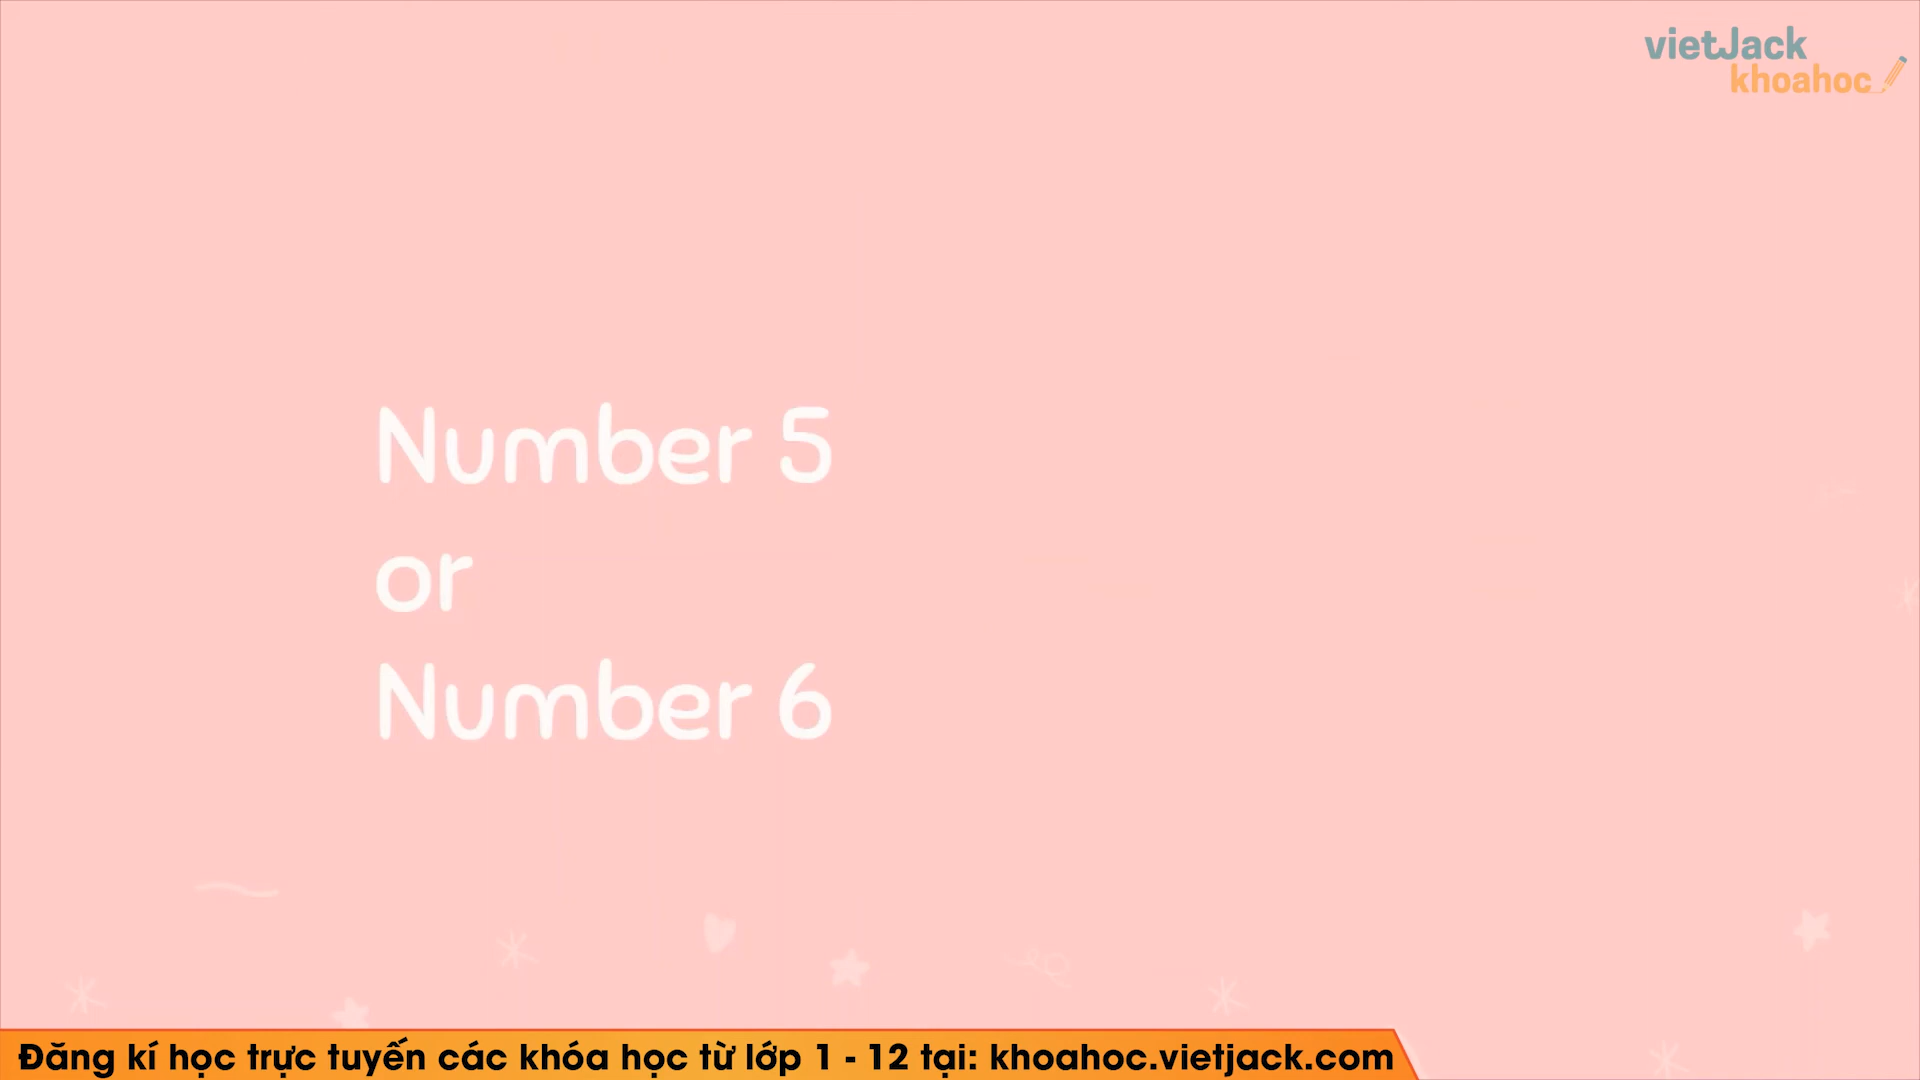 vietJack
khoahoc
Number 5
or
Number 6
Đăng kí học trực tuyến các khóa học từ lớp 1 - 12 tại: khoahoc.vietjack.com